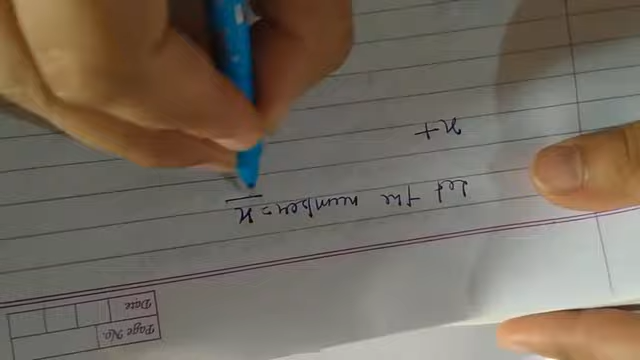 Page No.
Date
Let the number = x
x +